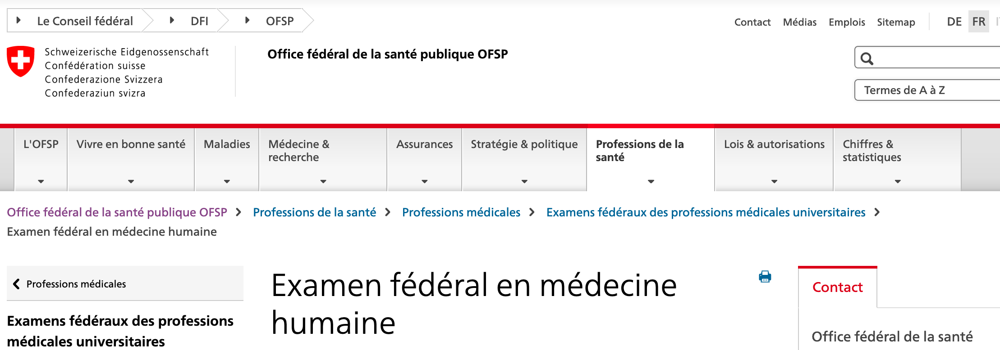 Le Conseil fédéral
DFI
OFSP
Contact
Médias
Emplois
Sitemap
DE
FR
Schweizerische Eidgenossenschaft
Confédération suisse
Confederazione Svizzera
Confederaziun svizra
Office fédéral de la santé publique OFSP
Termes de A à Z
L'OFSP
Vivre en bonne santé
Maladies
Médecine &
recherche
Assurances
Stratégie & politique
Professions de la
santé
Lois & autorisations
Chiffres &
statistiques
Office fédéral de la santé publique OFSP
Professions de la santé
Professions médicales
Examens fédéraux des professions médicales universitaires
Examen fédéral en médecine humaine
Professions médicales
Examens fédéraux des professions
médicales universitaires
Examen fédéral en médecine
humaine
Contact
Office fédéral de la santé